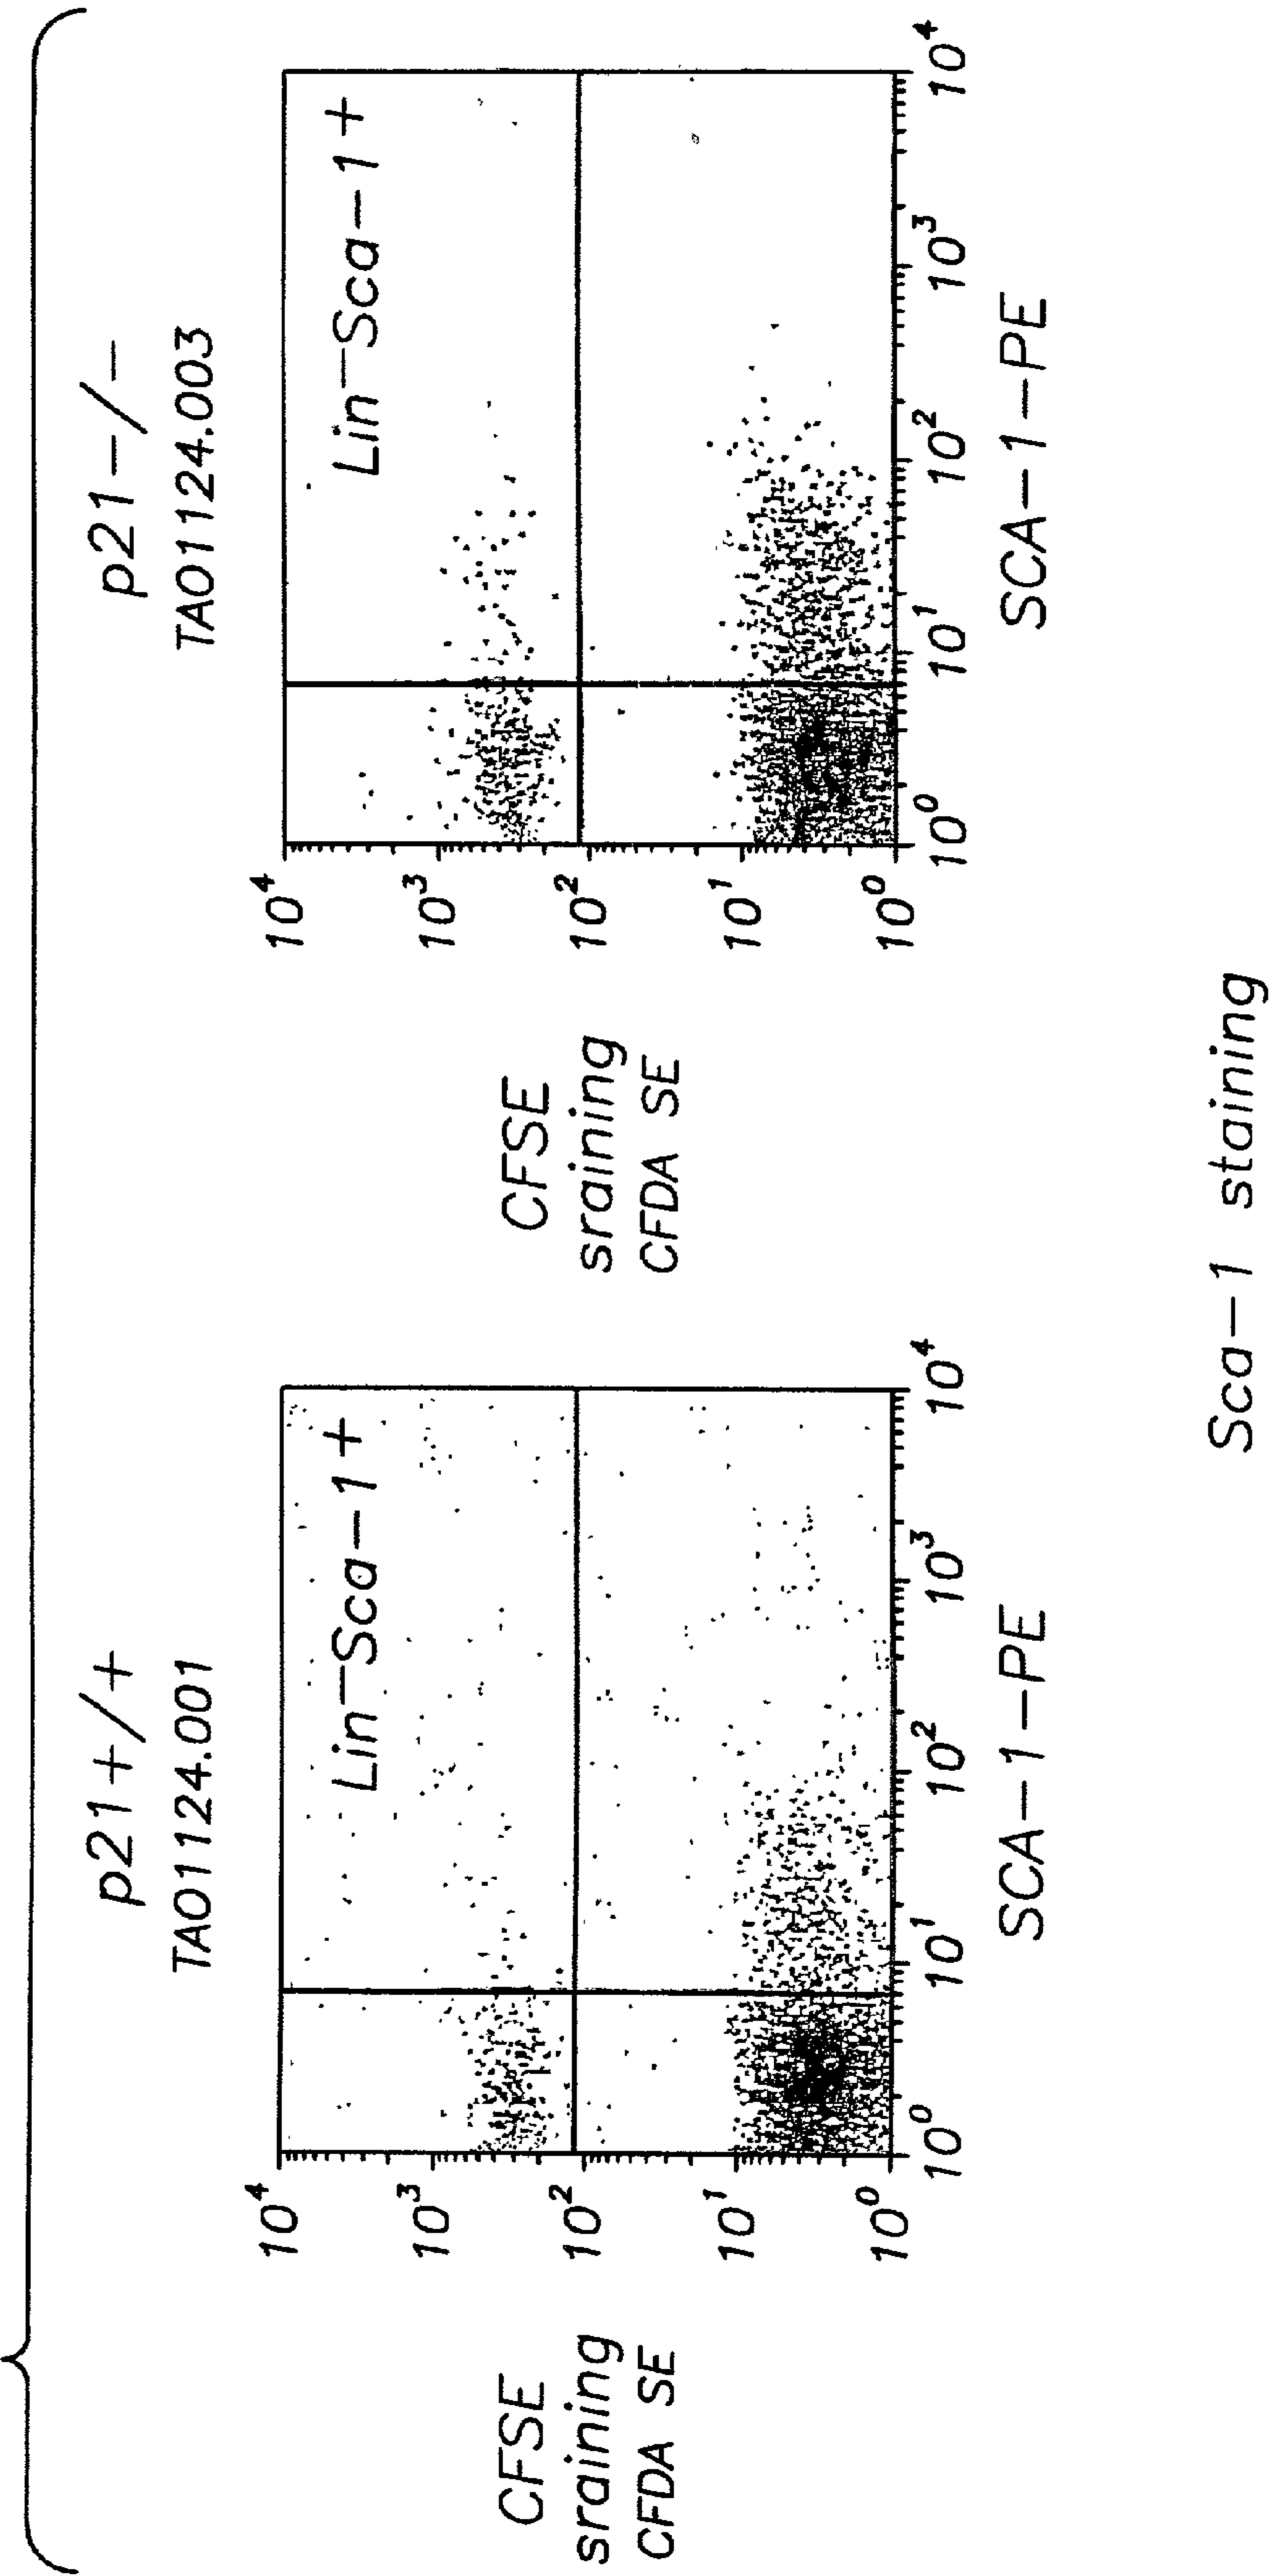 p21+/+
TA01124.001
CFSE
sraining
CFDA SE
10⁴
10³
10²
10¹
10⁰
Lin⁻Sca-1+
10⁰ 10¹ 10² 10³ 10⁴
SCA-1-PE
p21-/-
TA01124.003
CFSE
sraining
CFDA SE
10⁴
10³
10²
10¹
10⁰
Lin⁻Sca-1+
10⁰ 10¹ 10² 10³ 10⁴
SCA-1-PE
Sca-1 staining